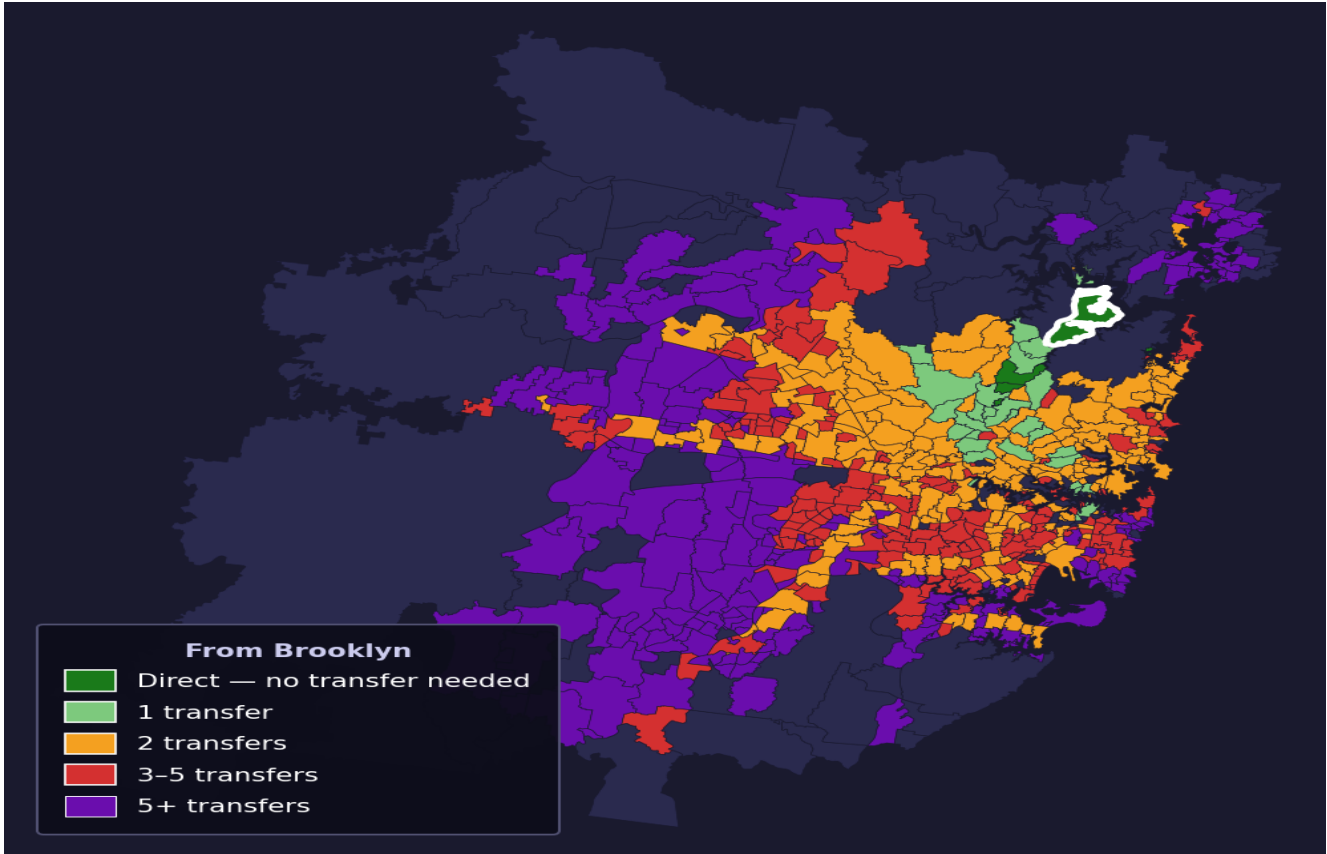 From Brooklyn
Direct — no transfer needed
1 transfer
2 transfers
3–5 transfers
5+ transfers